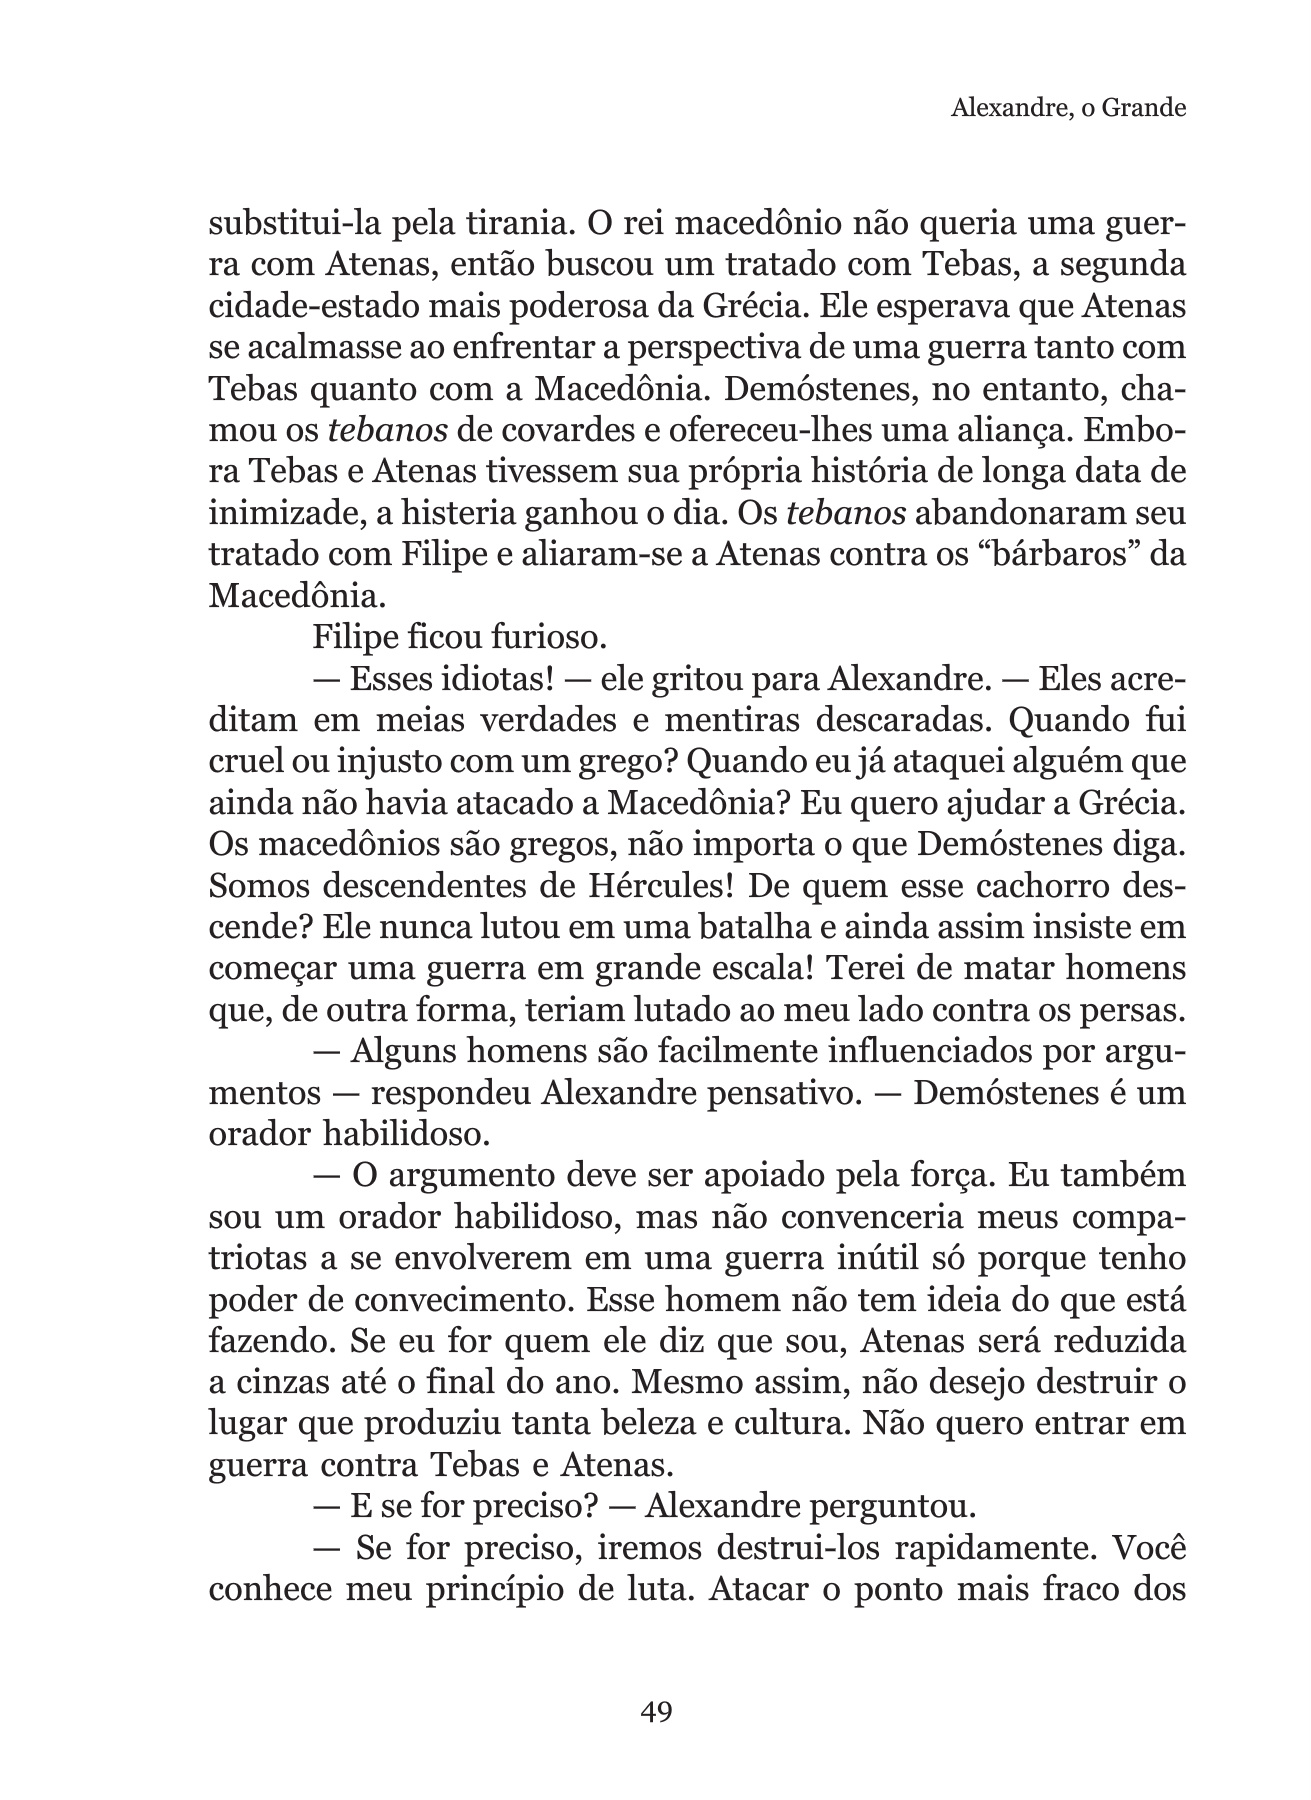 Alexandre, o Grande
substitui-la pela tirania. O rei macedônio não queria uma guer-
ra com Atenas, então buscou um tratado com Tebas, a segunda
cidade-estado mais poderosa da Grécia. Ele esperava que Atenas
se acalmasse ao enfrentar a perspectiva de uma guerra tanto com
Tebas quanto com a Macedônia. Demóstenes, no entanto, cha-
mou os tebanos de covardes e ofereceu-lhes uma aliança. Embo-
ra Tebas e Atenas tivessem sua própria história de longa data de
inimizade, a histeria ganhou o dia. Os tebanos abandonaram seu
tratado com Filipe e aliaram-se a Atenas contra os “bárbaros” da
Macedônia.
Filipe ficou furioso.
— Esses idiotas! — ele gritou para Alexandre. — Eles acre-
ditam em meias verdades e mentiras descaradas. Quando fui
cruel ou injusto com um grego? Quando eu já ataquei alguém que
ainda não havia atacado a Macedônia? Eu quero ajudar a Grécia.
Os macedônios são gregos, não importa o que Demóstenes diga.
Somos descendentes de Hércules! De quem esse cachorro des-
cende? Ele nunca lutou em uma batalha e ainda assim insiste em
começar uma guerra em grande escala! Terei de matar homens
que, de outra forma, teriam lutado ao meu lado contra os persas.
— Alguns homens são facilmente influenciados por argu-
mentos — respondeu Alexandre pensativo. — Demóstenes é um
orador habilidoso.
— O argumento deve ser apoiado pela força. Eu também
sou um orador habilidoso, mas não convenceria meus compa-
triotas a se envolverem em uma guerra inútil só porque tenho
poder de convecimento. Esse homem não tem ideia do que está
fazendo. Se eu for quem ele diz que sou, Atenas será reduzida
a cinzas até o final do ano. Mesmo assim, não desejo destruir o
lugar que produziu tanta beleza e cultura. Não quero entrar em
guerra contra Tebas e Atenas.
— E se for preciso? — Alexandre perguntou.
— Se for preciso, iremos destrui-los rapidamente. Você
conhece meu princípio de luta. Atacar o ponto mais fraco dos
49